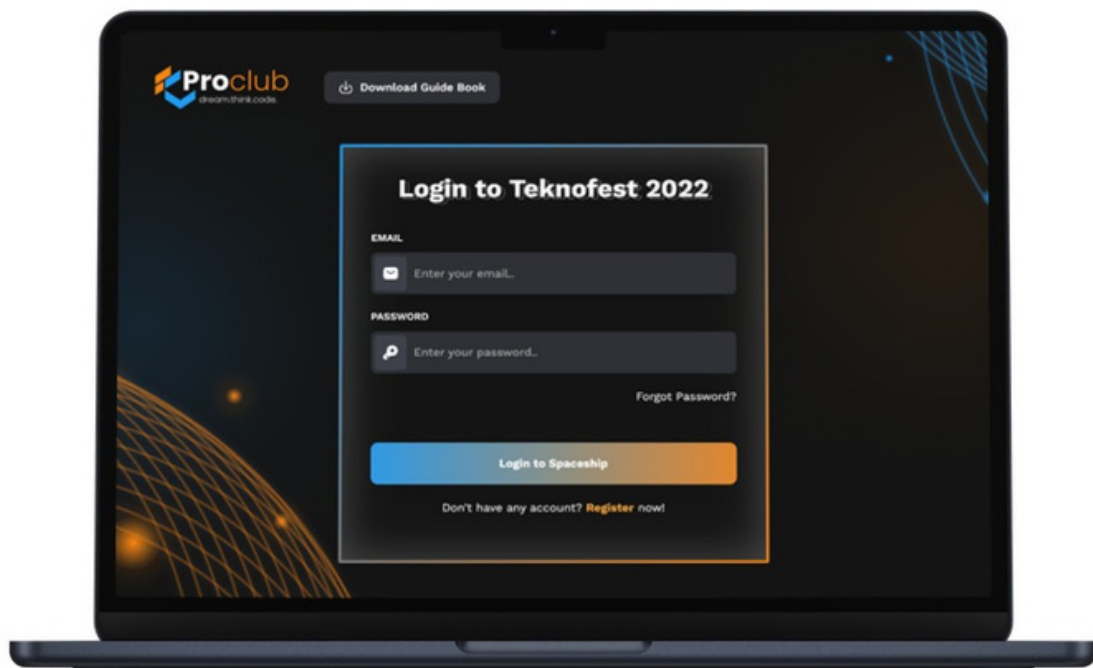 Proclub
dream.think.code.
Download Guide Book
Login to Teknofest 2022
EMAIL
Enter your email..
PASSWORD
Enter your password..
Forgot Password?
Login to Spaceship
Don't have any account? Register now!